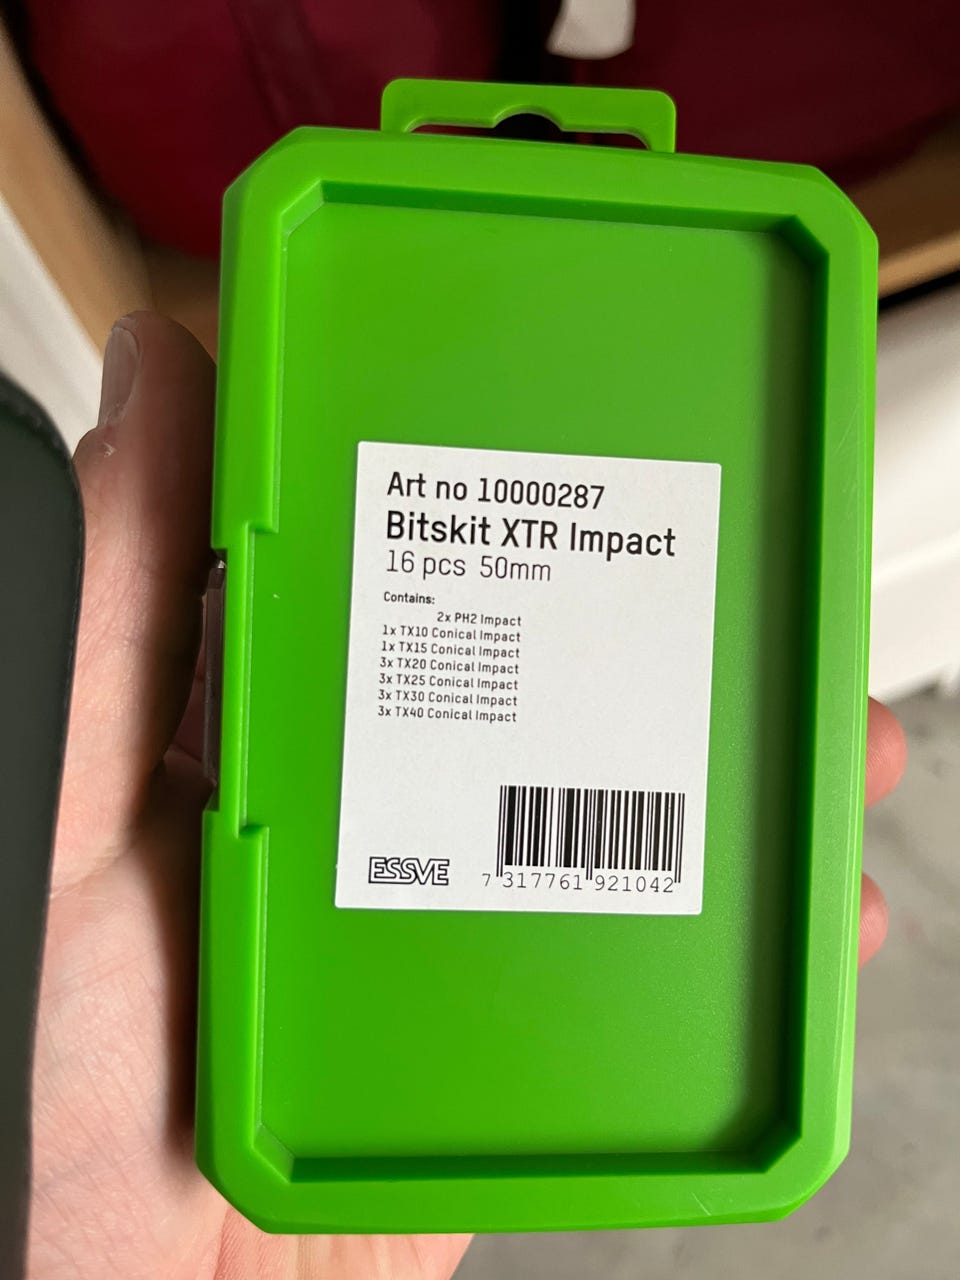 Art no 10000287
Bitskit XTR Impact
16 pcs 50mm
Contains:
2x PH2 Impact
1x TX10 Conical Impact
1x TX15 Conical Impact
3x TX20 Conical Impact
3x TX25 Conical Impact
3x TX30 Conical Impact
3x TX40 Conical Impact
ESSVE
7 317761 921042